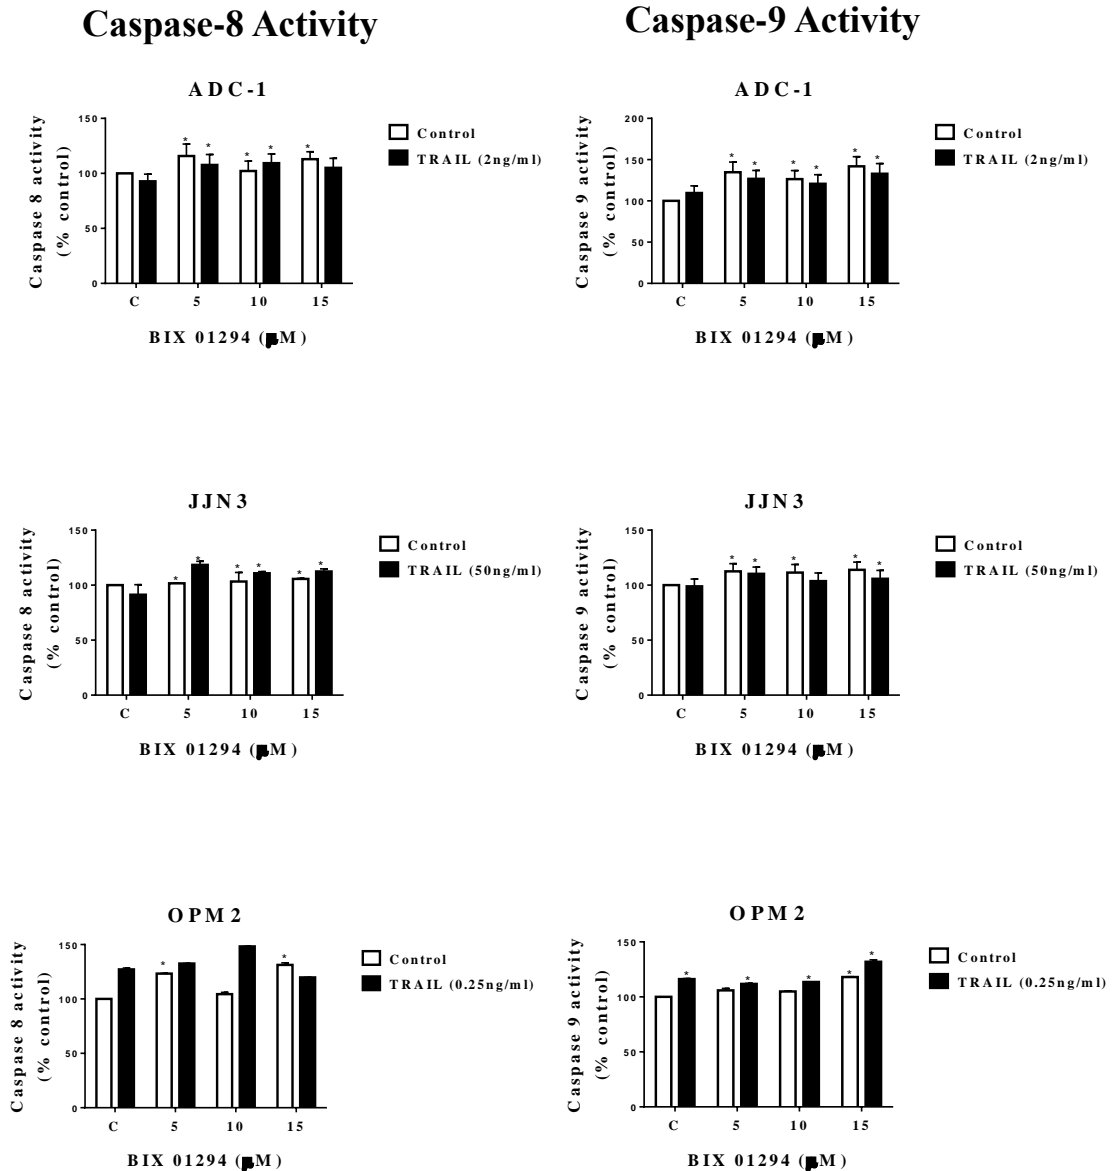 Caspase-8 Activity
Caspase-9 Activity
ADC-1
Caspase 8 activity
(% control)
150
100
50
0
* * * * *
C 5 10 15
BIX 01294 (μM)
Control
TRAIL (2ng/ml)
ADC-1
Caspase 9 activity
(% control)
200
150
100
50
0
* * * * * *
C 5 10 15
BIX 01294 (μM)
Control
TRAIL (2ng/ml)
JJN3
Caspase 8 activity
(% control)
150
100
50
0
* * * * * *
C 5 10 15
BIX 01294 (μM)
Control
TRAIL (50ng/ml)
JJN3
Caspase 9 activity
(% control)
150
100
50
0
* * * * *
C 5 10 15
BIX 01294 (μM)
Control
TRAIL (50ng/ml)
OPM2
Caspase 8 activity
(% control)
150
100
50
0
* *
C 5 10 15
BIX 01294 (μM)
Control
TRAIL (0.25ng/ml)
OPM2
Caspase 9 activity
(% control)
150
100
50
0
* * * * *
C 5 10 15
BIX 01294 (μM)
Control
TRAIL (0.25ng/ml)